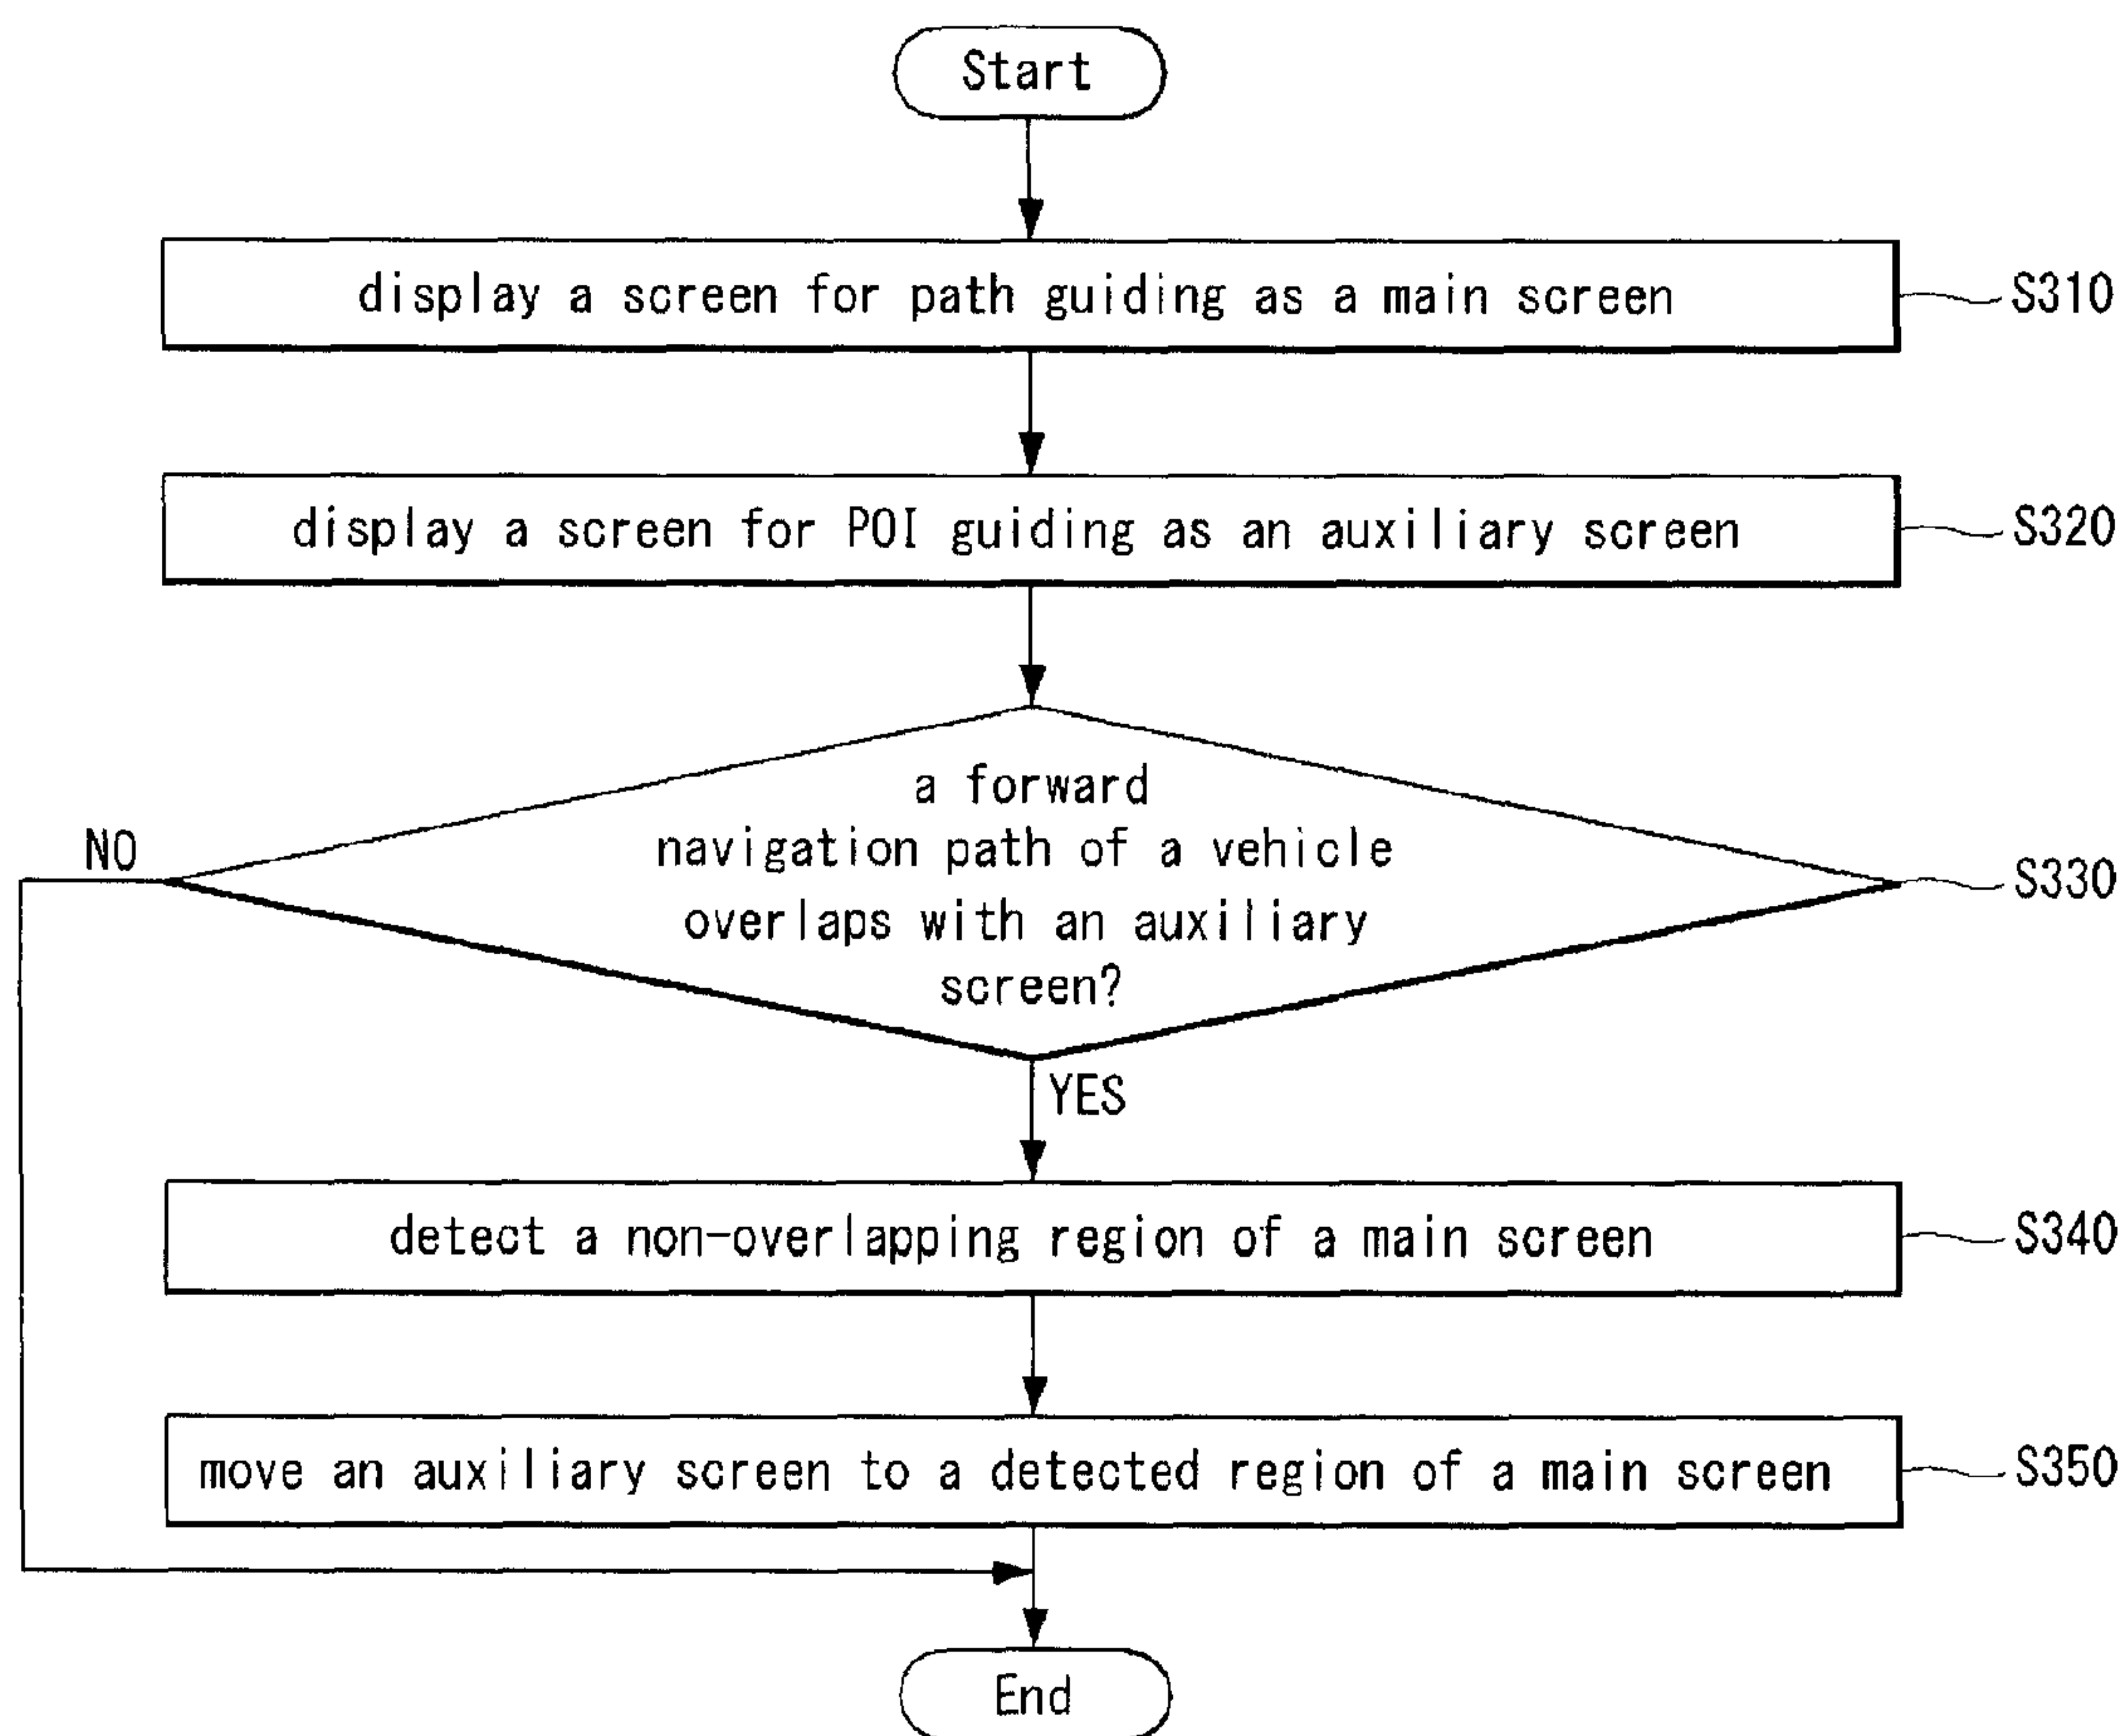 Start
display a screen for path guiding as a main screen
S310
display a screen for POI guiding as an auxiliary screen
S320
a forward
navigation path of a vehicle
overlaps with an auxiliary
screen?
NO
S330
YES
detect a non-overlapping region of a main screen
S340
move an auxiliary screen to a detected region of a main screen
S350
End